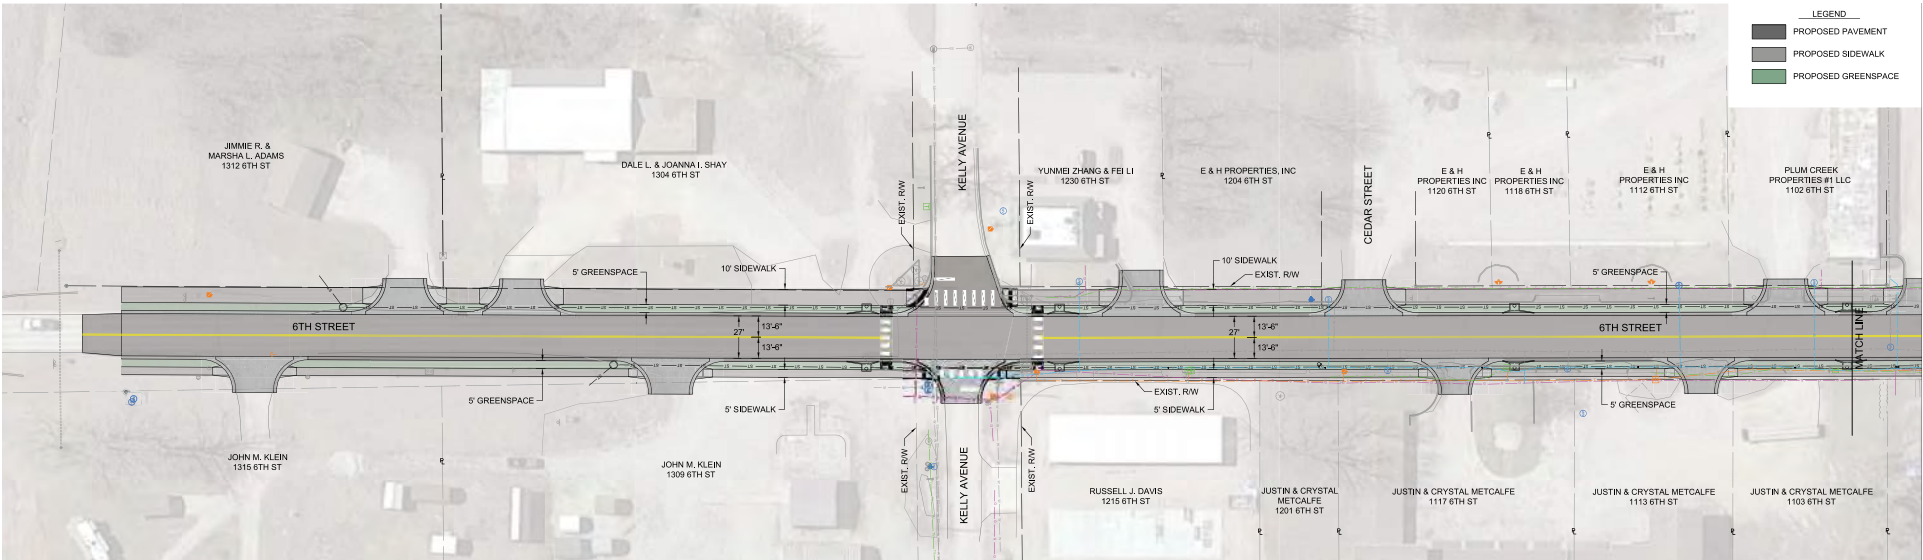 LEGEND
PROPOSED PAVEMENT
PROPOSED SIDEWALK
PROPOSED GREENSPACE
JIMMIE R. &
MARSHA L. ADAMS
1312 6TH ST
DALE L. & JOANNA I. SHAY
1304 6TH ST
EXIST. R/W
KELLY AVENUE
EXIST. R/W
YUNMEI ZHANG & FEI LI
1230 6TH ST
E & H PROPERTIES, INC
1204 6TH ST
CEDAR STREET
E & H
PROPERTIES INC
1120 6TH ST
E & H
PROPERTIES INC
1118 6TH ST
E & H
PROPERTIES INC
1112 6TH ST
PLUM CREEK
PROPERTIES #1 LLC
1102 6TH ST
5' GREENSPACE
10' SIDEWALK
10' SIDEWALK
EXIST. R/W
5' GREENSPACE
6TH STREET
27'
13'-6"
13'-6"
27'
13'-6"
13'-6"
6TH STREET
MATCH LINE
5' GREENSPACE
5' SIDEWALK
EXIST. R/W
5' SIDEWALK
5' GREENSPACE
JOHN M. KLEIN
1315 6TH ST
JOHN M. KLEIN
1309 6TH ST
EXIST. R/W
KELLY AVENUE
EXIST. R/W
RUSSELL J. DAVIS
1215 6TH ST
JUSTIN & CRYSTAL
METCALFE
1201 6TH ST
JUSTIN & CRYSTAL METCALFE
1117 6TH ST
JUSTIN & CRYSTAL METCALFE
1113 6TH ST
JUSTIN & CRYSTAL METCALFE
1103 6TH ST